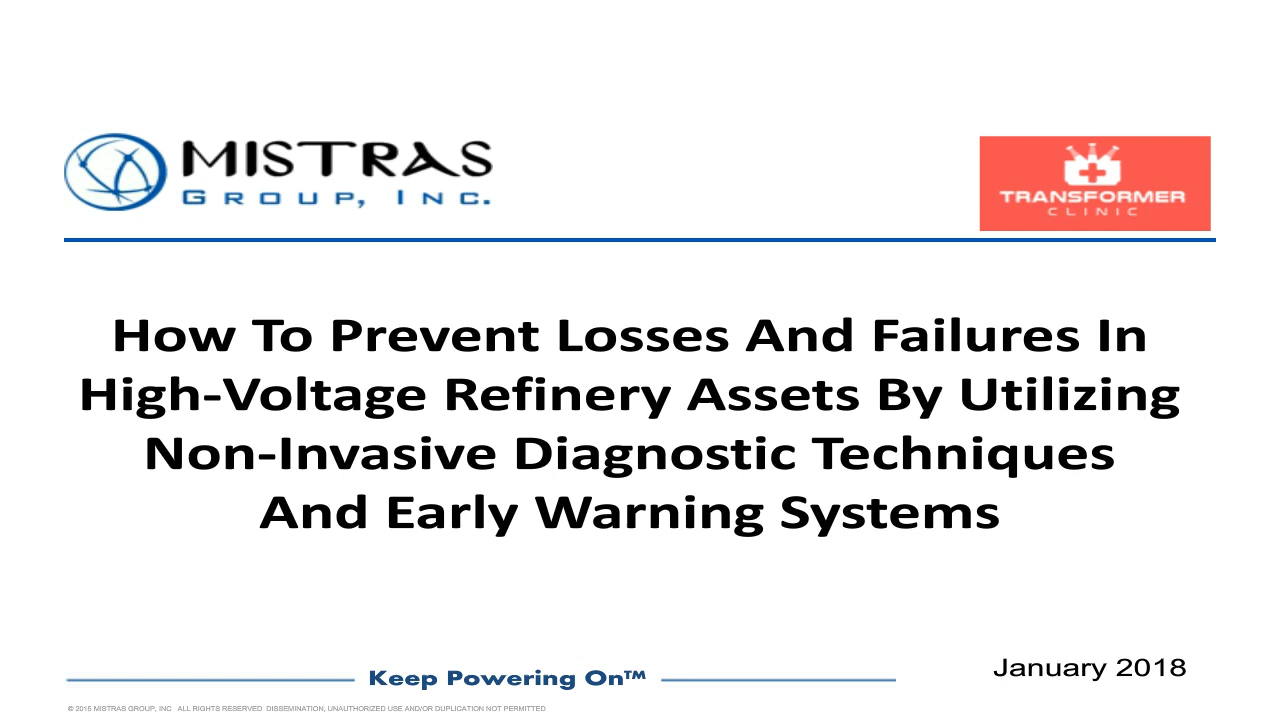 MISTRAS
GROUP, INC.
TRANSFORMER
CLINIC
How To Prevent Losses And Failures In
High-Voltage Refinery Assets By Utilizing
Non-Invasive Diagnostic Techniques
And Early Warning Systems
Keep Powering On™
January 2018
© 2015 MISTRAS GROUP, INC ALL RIGHTS RESERVED DISSEMINATION, UNAUTHORIZED USE AND/OR DUPLICATION NOT PERMITTED